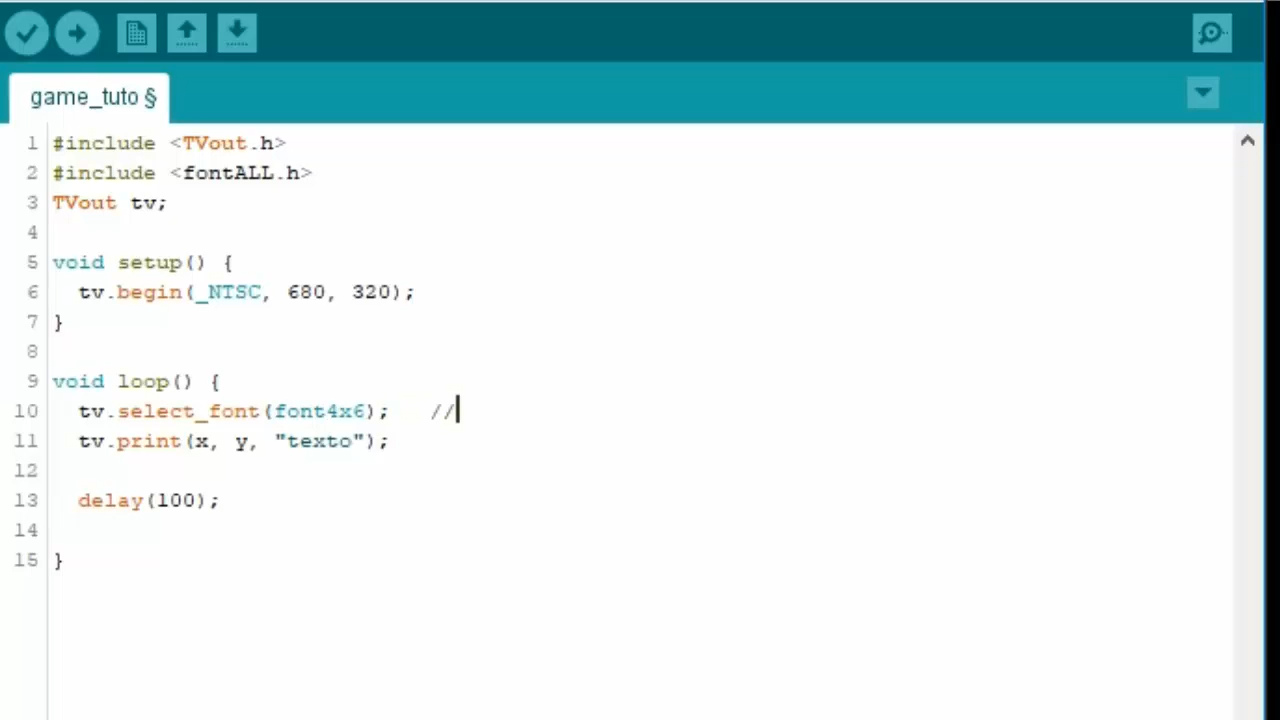 game_tuto §
1 #include <TVout.h>
2 #include <fontALL.h>
3 TVout tv;
4
5 void setup() {
6 tv.begin(_NTSC, 680, 320);
7 }
8
9 void loop() {
10 tv.select_font(font4x6); //
11 tv.print(x, y, "texto");
12
13 delay(100);
14
15 }